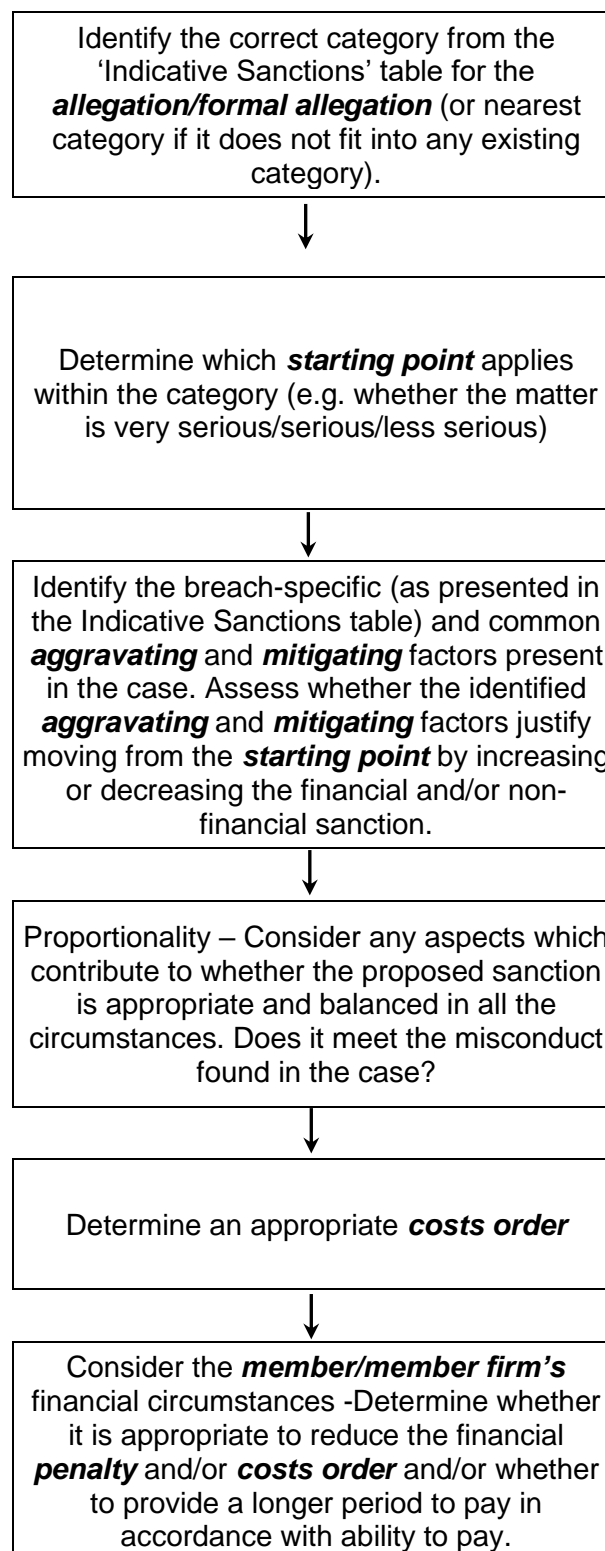 Identify the correct category from the
‘Indicative Sanctions’ table for the
allegation/formal allegation (or nearest
category if it does not fit into any existing
category).
Determine which starting point applies
within the category (e.g. whether the matter
is very serious/serious/less serious)
Identify the breach-specific (as presented in
the Indicative Sanctions table) and common
aggravating and mitigating factors present
in the case. Assess whether the identified
aggravating and mitigating factors justify
moving from the starting point by increasing
or decreasing the financial and/or non-
financial sanction.
Proportionality – Consider any aspects which
contribute to whether the proposed sanction
is appropriate and balanced in all the
circumstances. Does it meet the misconduct
found in the case?
Determine an appropriate costs order
Consider the member/member firm’s
financial circumstances -Determine whether
it is appropriate to reduce the financial
penalty and/or costs order and/or whether
to provide a longer period to pay in
accordance with ability to pay.